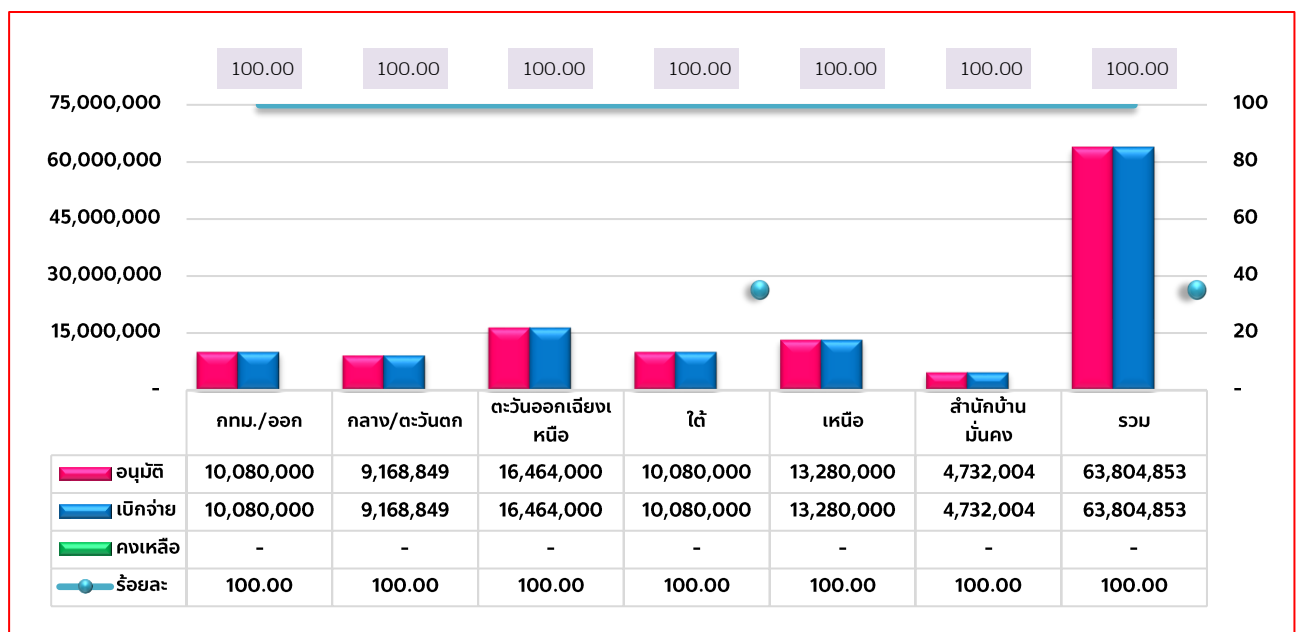 100.00 100.00 100.00 100.00 100.00 100.00 100.00
75,000,000 100
60,000,000 80
45,000,000 60
30,000,000 40
15,000,000 20
- -
กทม./ออก กลาง/ตะวันตก ตะวันออกเฉียงเ ใต้ เหนือ สำนักบ้าน รวม
หนือ มั่นคง
อนุมัติ 10,080,000 9,168,849 16,464,000 10,080,000 13,280,000 4,732,004 63,804,853
เบิกจ่าย 10,080,000 9,168,849 16,464,000 10,080,000 13,280,000 4,732,004 63,804,853
คงเหลือ - - - - - - -
ร้อยละ 100.00 100.00 100.00 100.00 100.00 100.00 100.00